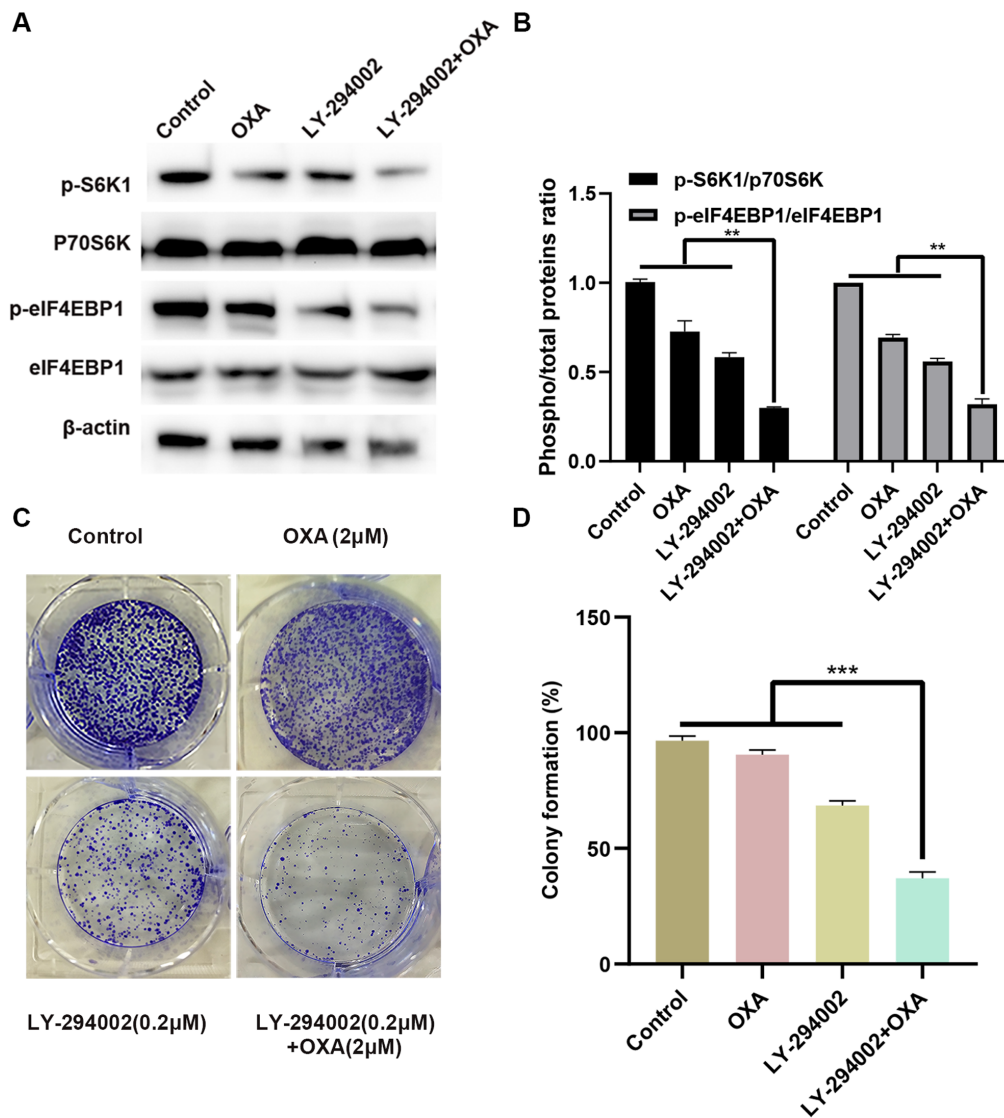 A
Control
OXA
LY-294002
LY-294002+OXA
p-S6K1
P70S6K
p-eIF4EBP1
eIF4EBP1
β-actin
B
p-S6K1/p70S6K
p-eIF4EBP1/eIF4EBP1
**
**
Phospho/total proteins ratio
1.5
1.0
0.5
0.0
Control
OXA
LY-294002
LY-294002+OXA
Control
OXA
LY-294002
LY-294002+OXA
C
Control
OXA (2μM)
LY-294002(0.2μM)
LY-294002(0.2μM)
+OXA(2μM)
D
Colony formation (%)
150
100
50
0
***
Control
OXA
LY-294002
LY-294002+OXA